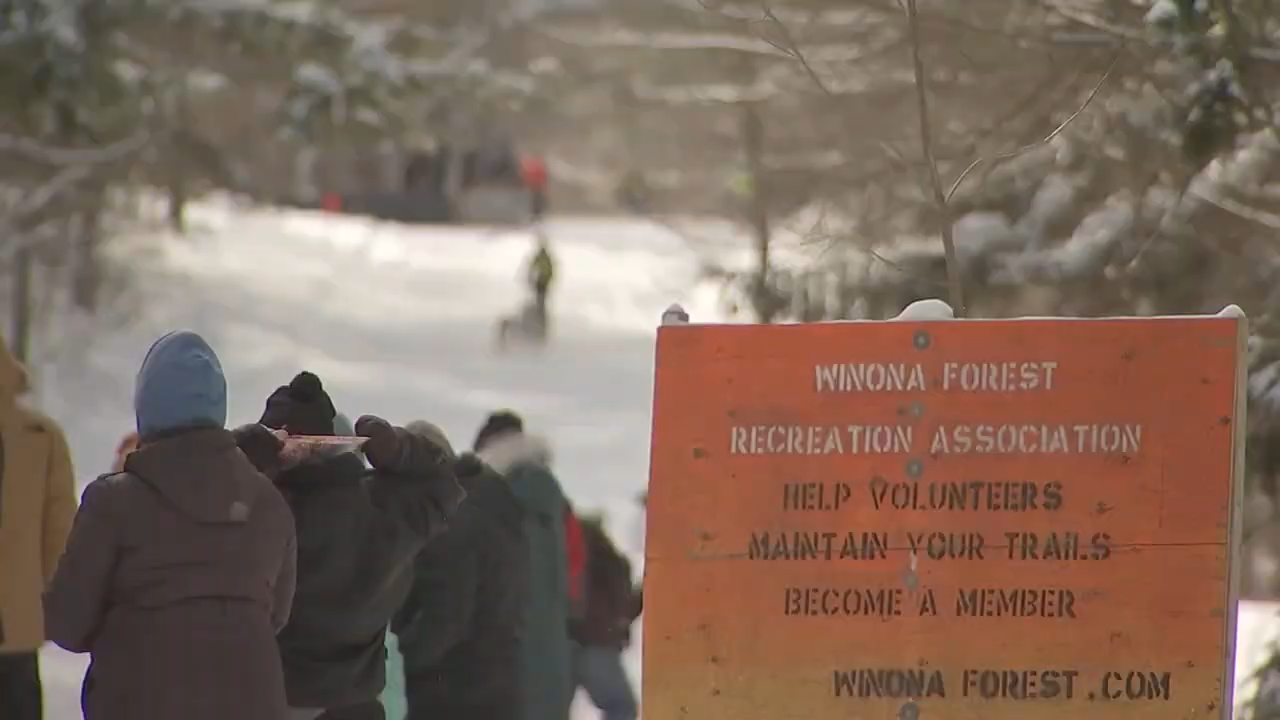 WINONA FOREST
RECREATION ASSOCIATION
HELP VOLUNTEERS
MAINTAIN YOUR TRAILS
BECOME A MEMBER
WINONA FOREST.COM